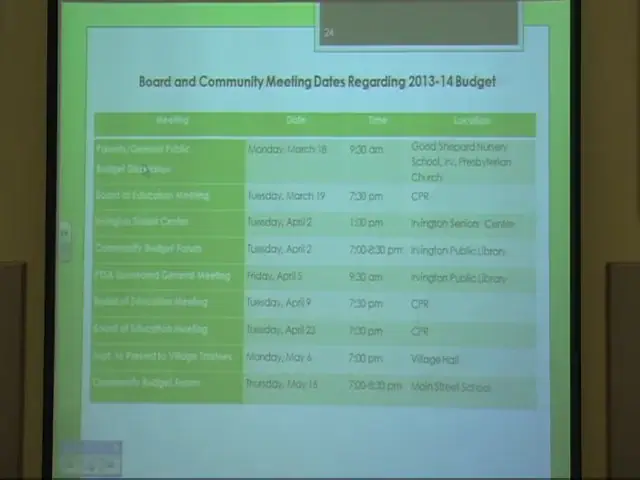 24
Board and Community Meeting Dates Regarding 2013-14 Budget
Meeting Date Time Location
Parents/General Public Monday, March 18 9:30 am Good Shepard Nursery
Budget School, Irv. Presbyterian
Church
Board of Education Meeting Tuesday, March 19 7:30 pm CPR
Irvington Senior Center Tuesday, April 2 1:00 pm Irvington Senior Center
Community Budget Forum Tuesday, April 2 7:00-8:30 pm Irvington Public Library
PTSA Sponsored General Meeting Friday, April 5 9:30 am Irvington Public Library
Board of Education Meeting Tuesday, April 9 7:30 pm CPR
Board of Education Meeting Tuesday, April 23 7:00 pm CPR
Supt. to Present to Village Trustees Monday, May 6 7:00 pm Village Hall
Community Budget Forum Thursday, May 16 7:00-8:30 pm Main Street School